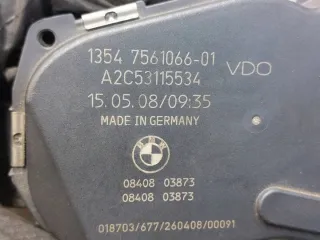 1354 7561066-01
A2C53115534 VDO
15.05.08/09:35
MADE IN GERMANY
BMW
08408 03873
08408 03873
018703/677/260408/00091